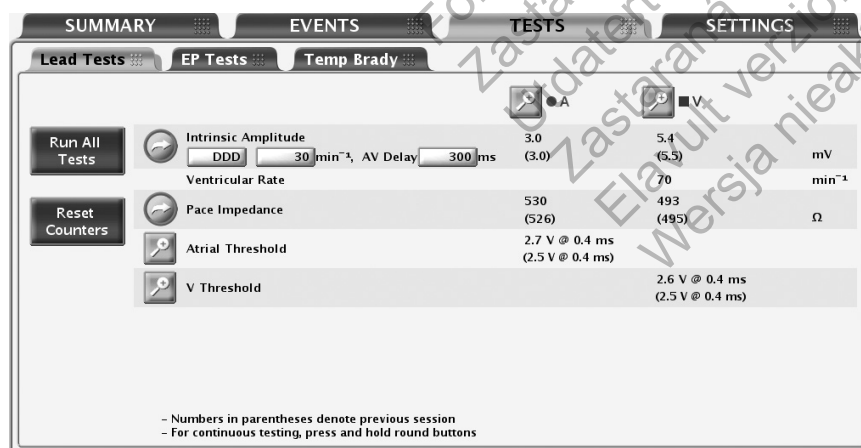 SUMMARY EVENTS TESTS SETTINGS
Lead Tests EP Tests Temp Brady
A V
Run All Tests
Intrinsic Amplitude 3.0 5.4
DDD 30 min⁻¹, AV Delay 300 ms (3.0) (5.5) mV
Ventricular Rate 70 min⁻¹
Reset Counters
Pace Impedance 530 493
(526) (495) Ω
Atrial Threshold 2.7 V @ 0.4 ms
(2.5 V @ 0.4 ms)
V Threshold 2.6 V @ 0.4 ms
(2.5 V @ 0.4 ms)
– Numbers in parentheses denote previous session
– For continuous testing, press and hold round buttons
Zastaraná
Elavult verzió
Wersja